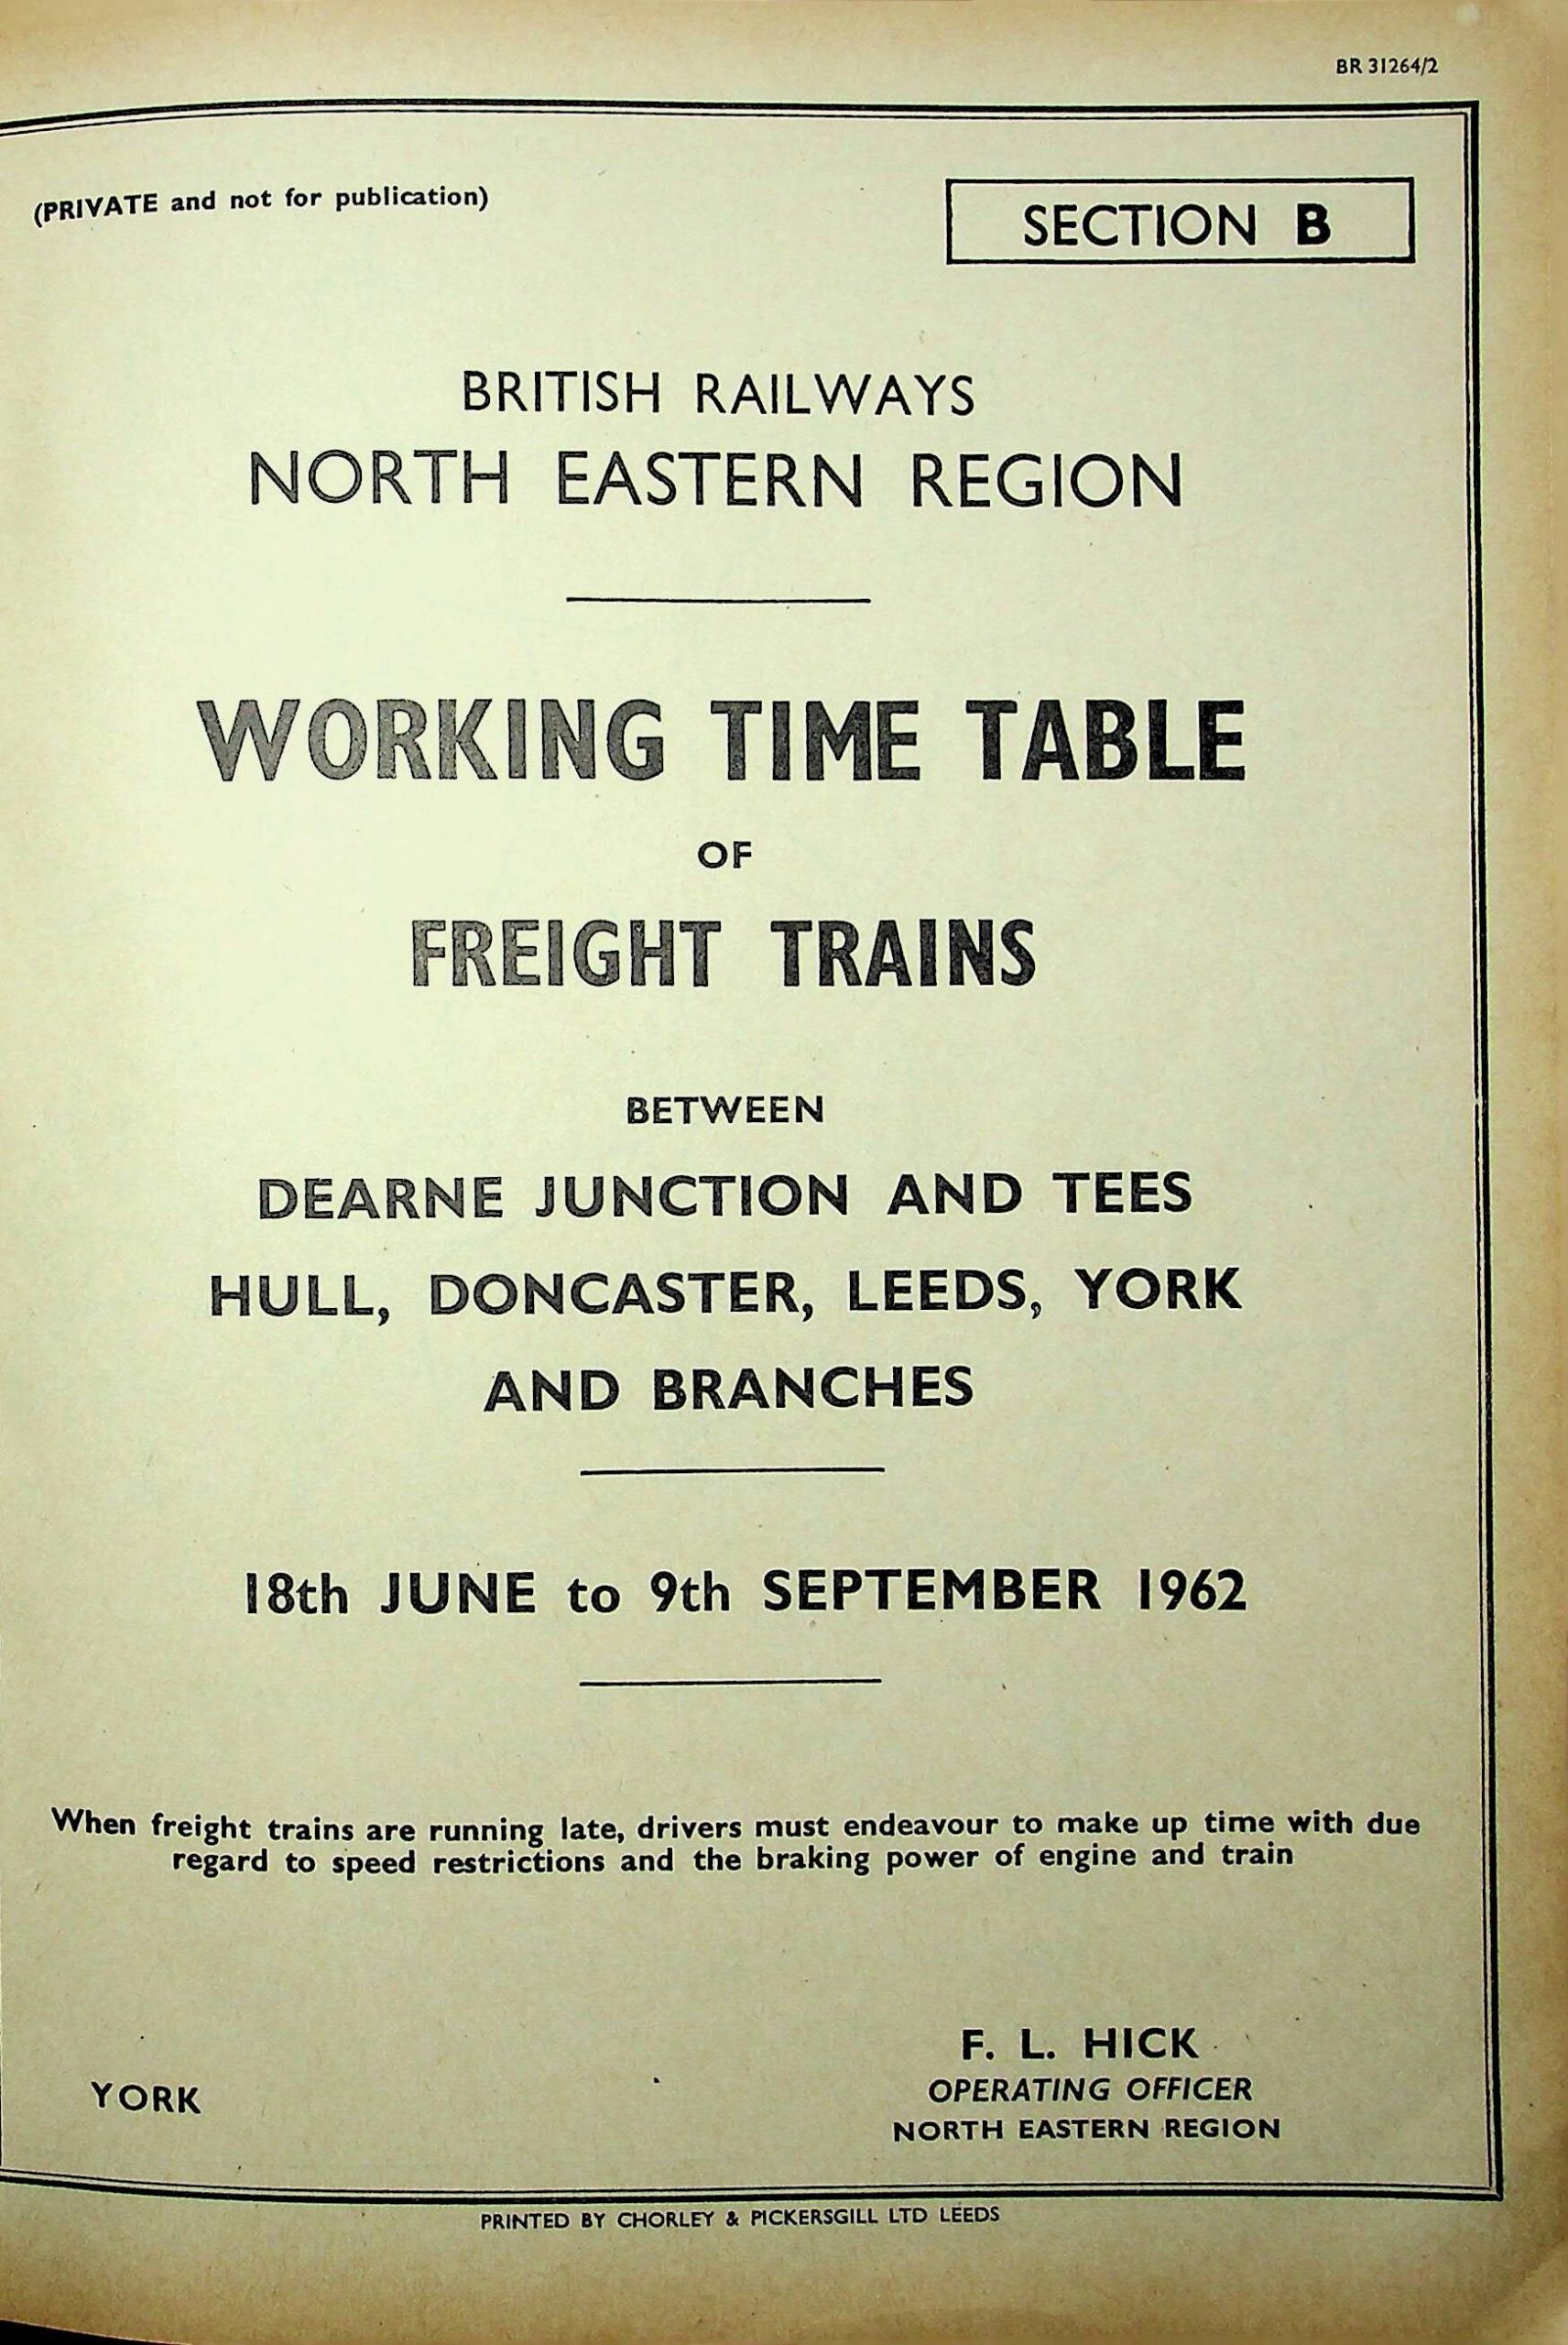 BR 31264/2
(PRIVATE and not for publication)
SECTION B
BRITISH RAILWAYS
NORTH EASTERN REGION
WORKING TIME TABLE
OF
FREIGHT TRAINS
BETWEEN
DEARNE JUNCTION AND TEES
HULL, DONCASTER, LEEDS, YORK
AND BRANCHES
18th JUNE to 9th SEPTEMBER 1962
When freight trains are running late, drivers must endeavour to make up time with due
regard to speed restrictions and the braking power of engine and train
F. L. HICK
OPERATING OFFICER
YORK
NORTH EASTERN REGION
PRINTED BY CHORLEY & PICKERSGILL LTD LEEDS